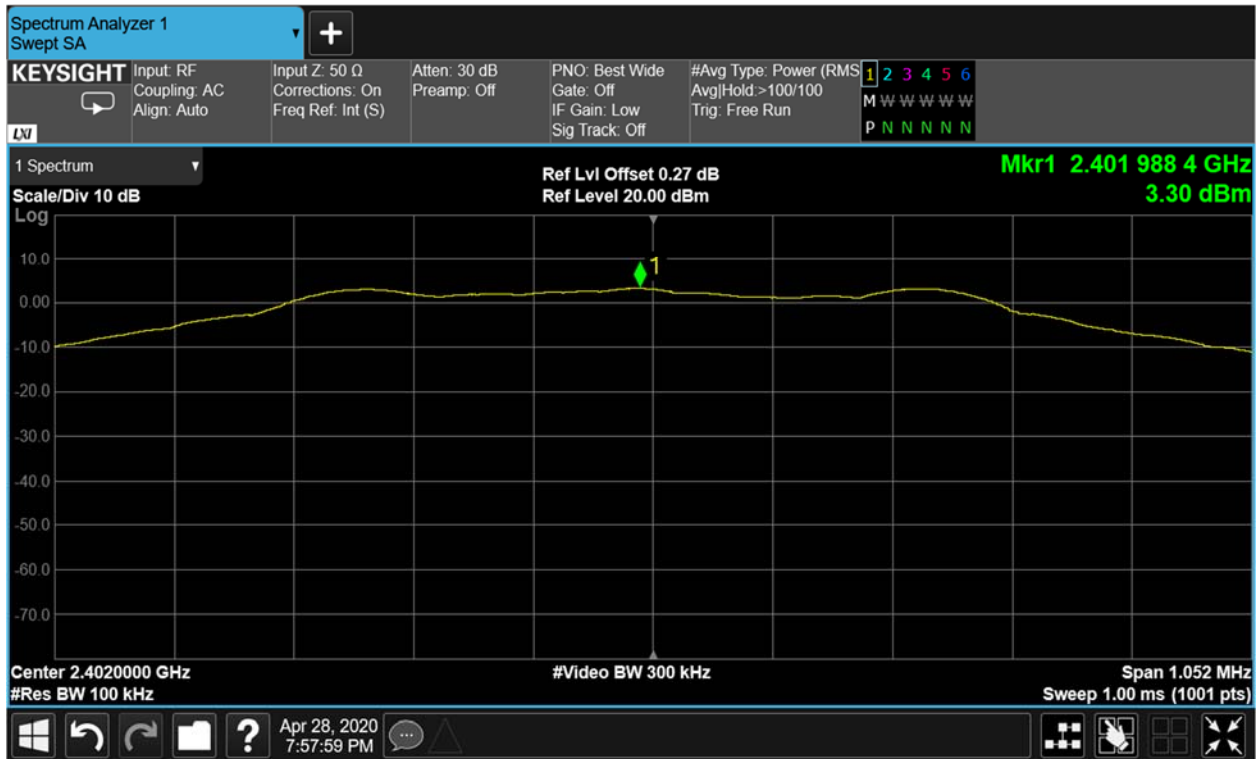 Spectrum Analyzer 1
Swept SA
+
KEYSIGHT
LXI
Input: RF
Coupling: AC
Align: Auto
Input Z: 50 Ω
Corrections: On
Freq Ref: Int (S)
Atten: 30 dB
Preamp: Off
PNO: Best Wide
Gate: Off
IF Gain: Low
Sig Track: Off
#Avg Type: Power (RMS
Avg|Hold:>100/100
Trig: Free Run
1 2 3 4 5 6
M W W W W W
P N N N N N
1 Spectrum
Scale/Div 10 dB
Ref Lvl Offset 0.27 dB
Ref Level 20.00 dBm
Mkr1 2.401 988 4 GHz
3.30 dBm
Log
10.0
0.00
-10.0
-20.0
-30.0
-40.0
-50.0
-60.0
-70.0
1
Center 2.4020000 GHz
#Res BW 100 kHz
#Video BW 300 kHz
Span 1.052 MHz
Sweep 1.00 ms (1001 pts)
?
Apr 28, 2020
7:57:59 PM